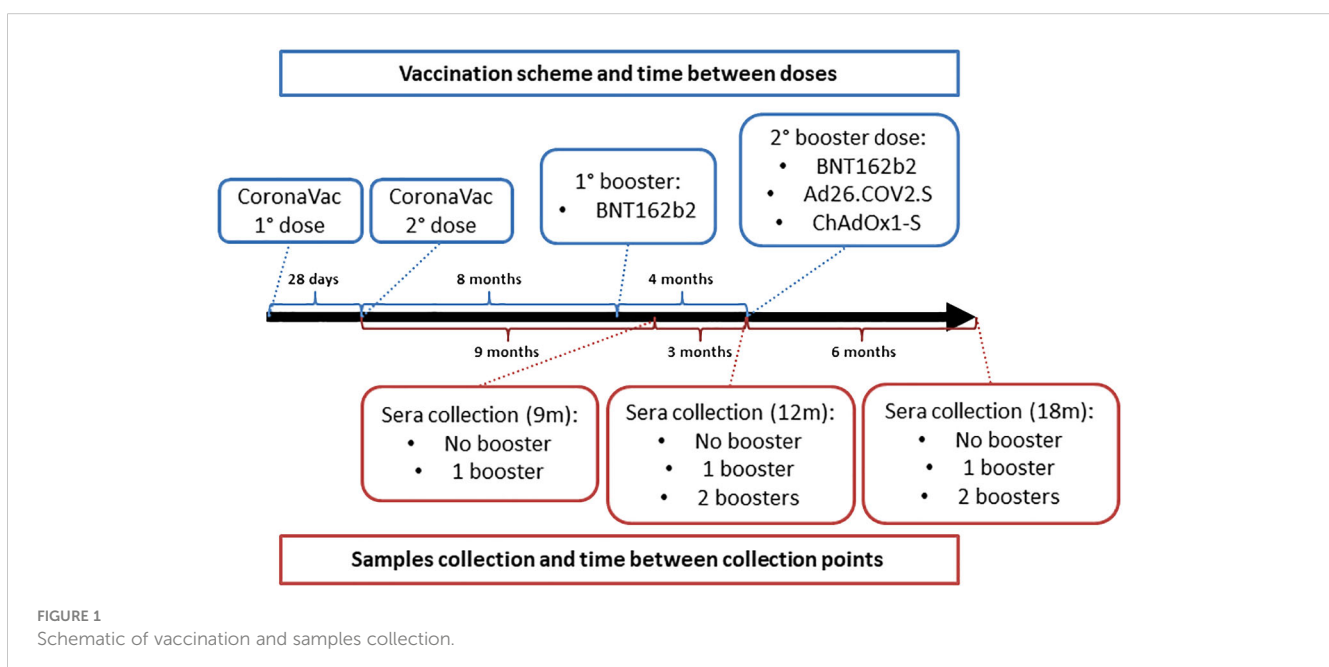 Vaccination scheme and time between doses
CoronaVac
1° dose
CoronaVac
2° dose
1° booster:
• BNT162b2
2° booster dose:
• BNT162b2
• Ad26.COV2.S
• ChAdOx1-S
28 days
8 months
4 months
9 months
3 months
6 months
Sera collection (9m):
• No booster
• 1 booster
Sera collection (12m):
• No booster
• 1 booster
• 2 boosters
Sera collection (18m):
• No booster
• 1 booster
• 2 boosters
Samples collection and time between collection points
FIGURE 1
Schematic of vaccination and samples collection.